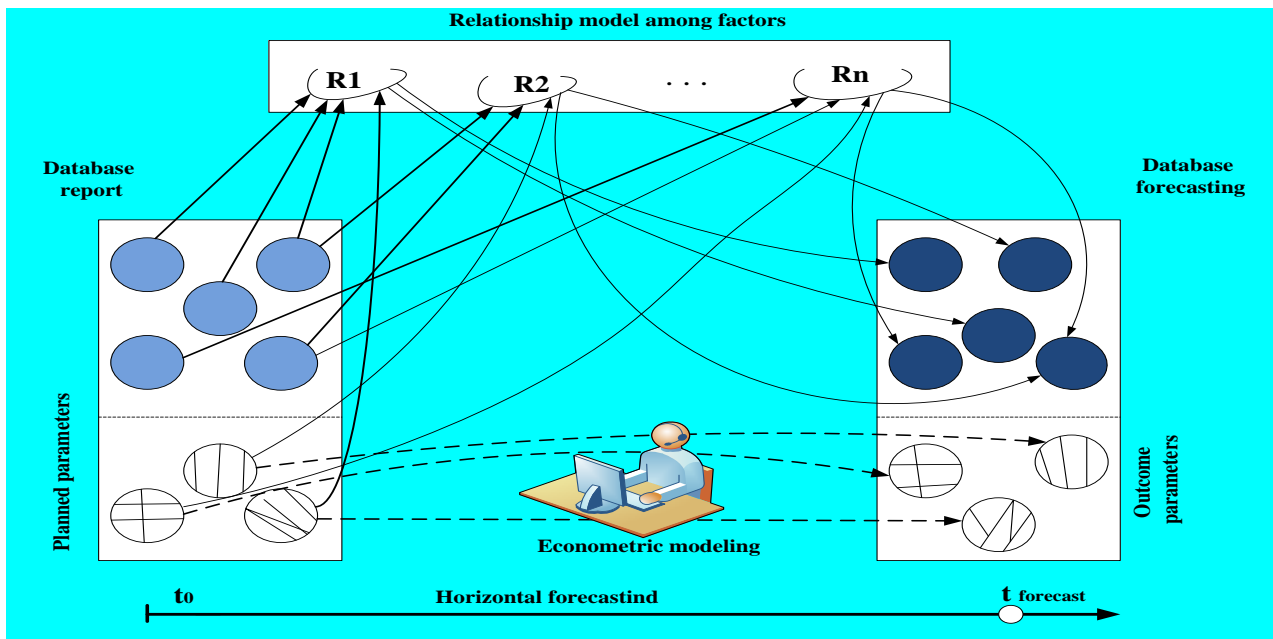 Relationship model among factors
R1
R2
. . .
Rn
Database
report
Database
forecasting
Planned parameters
Outcome
parameters
Econometric modeling
t0
Horizontal forecastind
t forecast